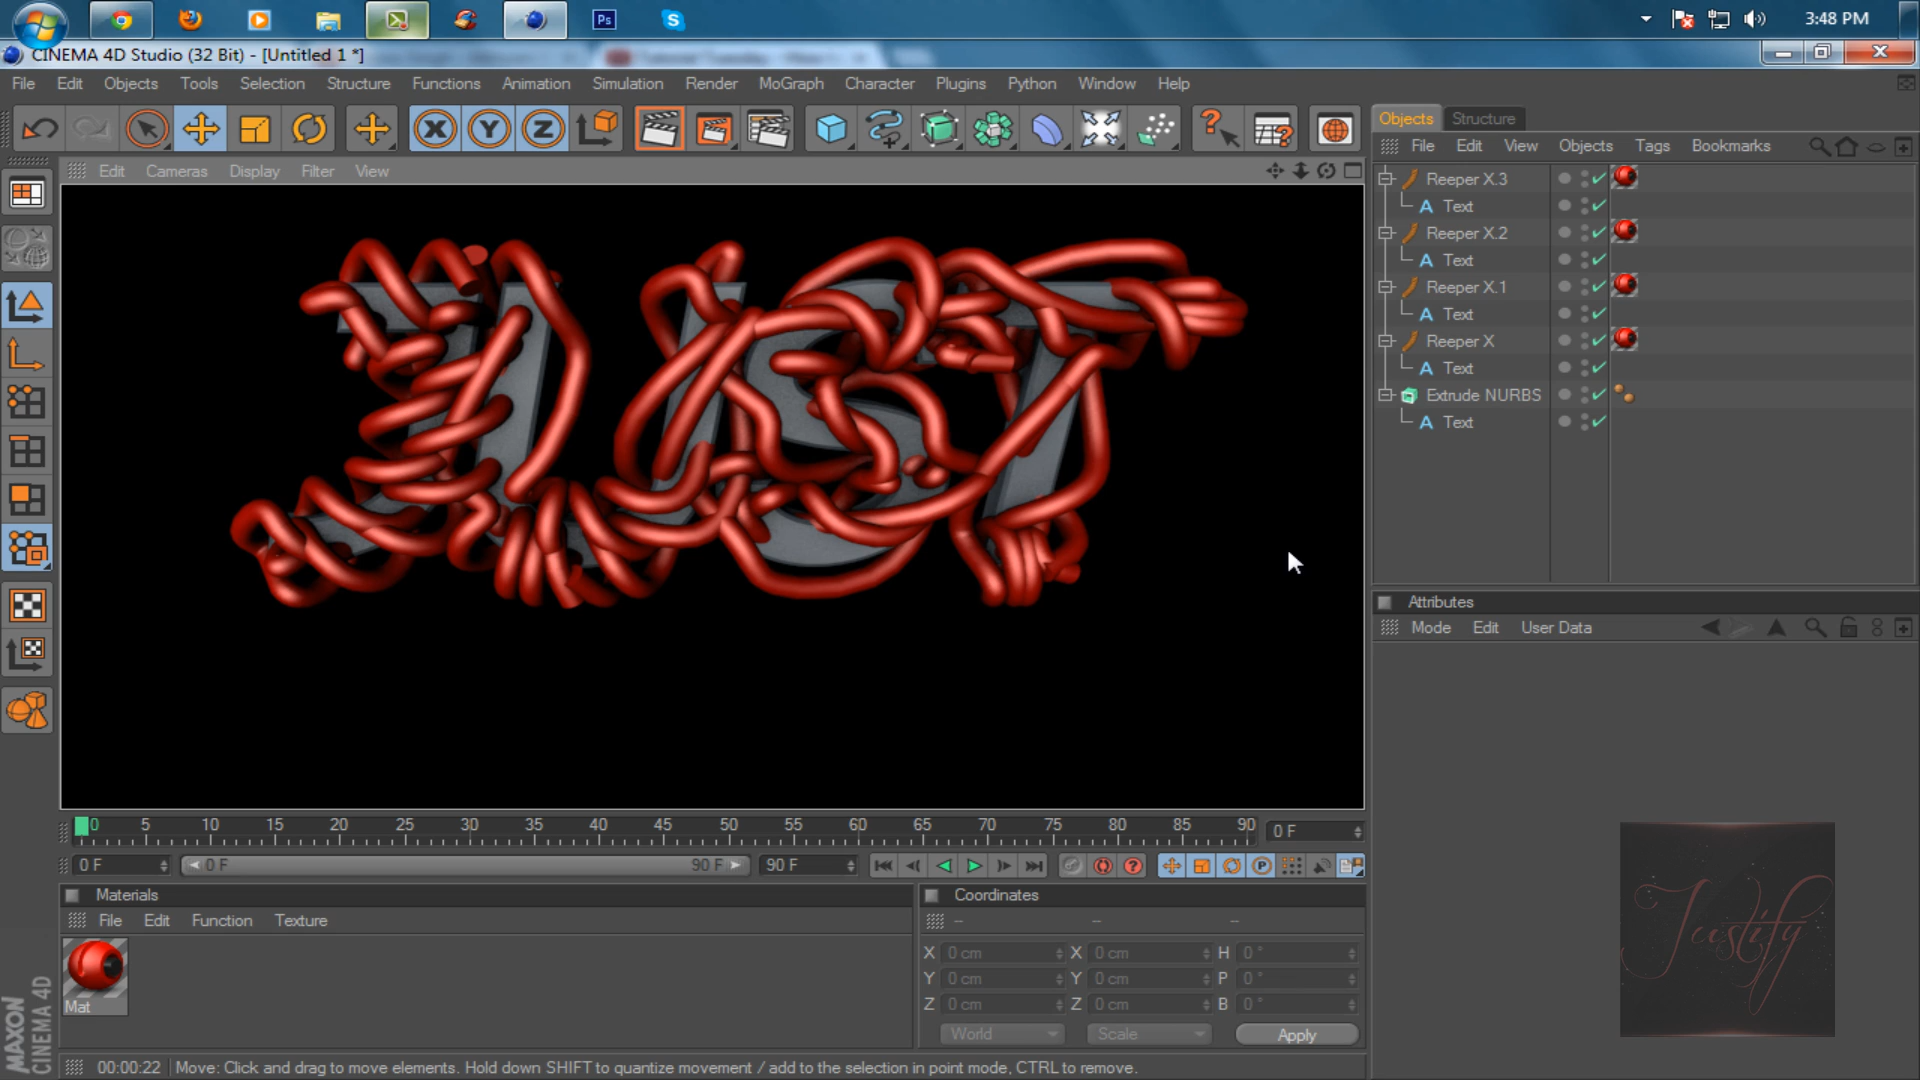 Ps
3:48 PM
CINEMA 4D Studio (32 Bit) - [Untitled 1 *]
File Edit Objects Tools Selection Structure Functions Animation Simulation Render MoGraph Character Plugins Python Window Help
X Y Z
Objects Structure
File Edit View Objects Tags Bookmarks
Edit Cameras Display Filter View
Reeper X.3
Text
Reeper X.2
Text
Reeper X.1
Text
Reeper X
Text
Extrude NURBS
Text
Attributes
Mode Edit User Data
0 5 10 15 20 25 30 35 40 45 50 55 60 65 70 75 80 85 90 0 F
0 F 0 F 90 F 90 F
Materials
File Edit Function Texture
Mat
Coordinates
-- -- --
X 0 cm X 0 cm H 0 °
Y 0 cm Y 0 cm P 0 °
Z 0 cm Z 0 cm B 0 °
World Scale Apply
Justify
MAXON
CINEMA 4D
00:00:22 Move: Click and drag to move elements. Hold down SHIFT to quantize movement / add to the selection in point mode, CTRL to remove.